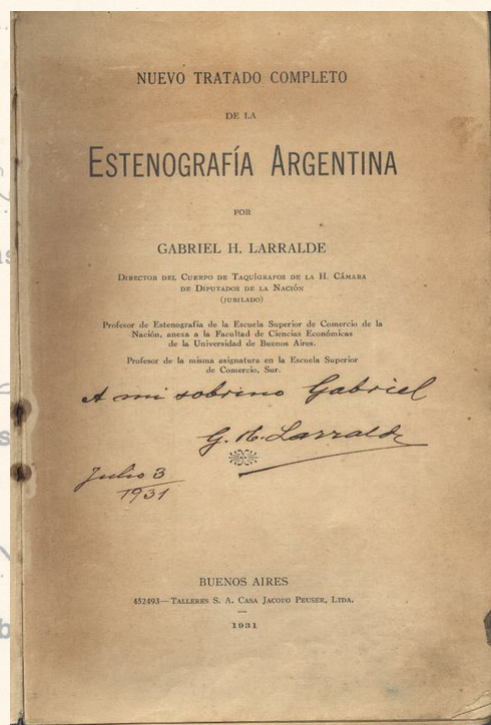 NUEVO TRATADO COMPLETO
DE LA
ESTENOGRAFÍA ARGENTINA
POR
GABRIEL H. LARRALDE
DIRECTOR DEL CUERPO DE TAQUÍGRAFOS DE LA H. CÁMARA
DE DIPUTADOS DE LA NACIÓN
(JUBILADO)
Profesor de Estenografía de la Escuela Superior de Comercio de la
Nación, anexa a la Facultad de Ciencias Económicas
de la Universidad de Buenos Aires.
Profesor de la misma asignatura en la Escuela Superior
de Comercio, Sur.
A mi sobrino Gabriel
G. H. Larralde
Julio 3
1931
BUENOS AIRES
452493—TALLERES S. A. CASA JACOBO PEUSER, LTDA.
1931